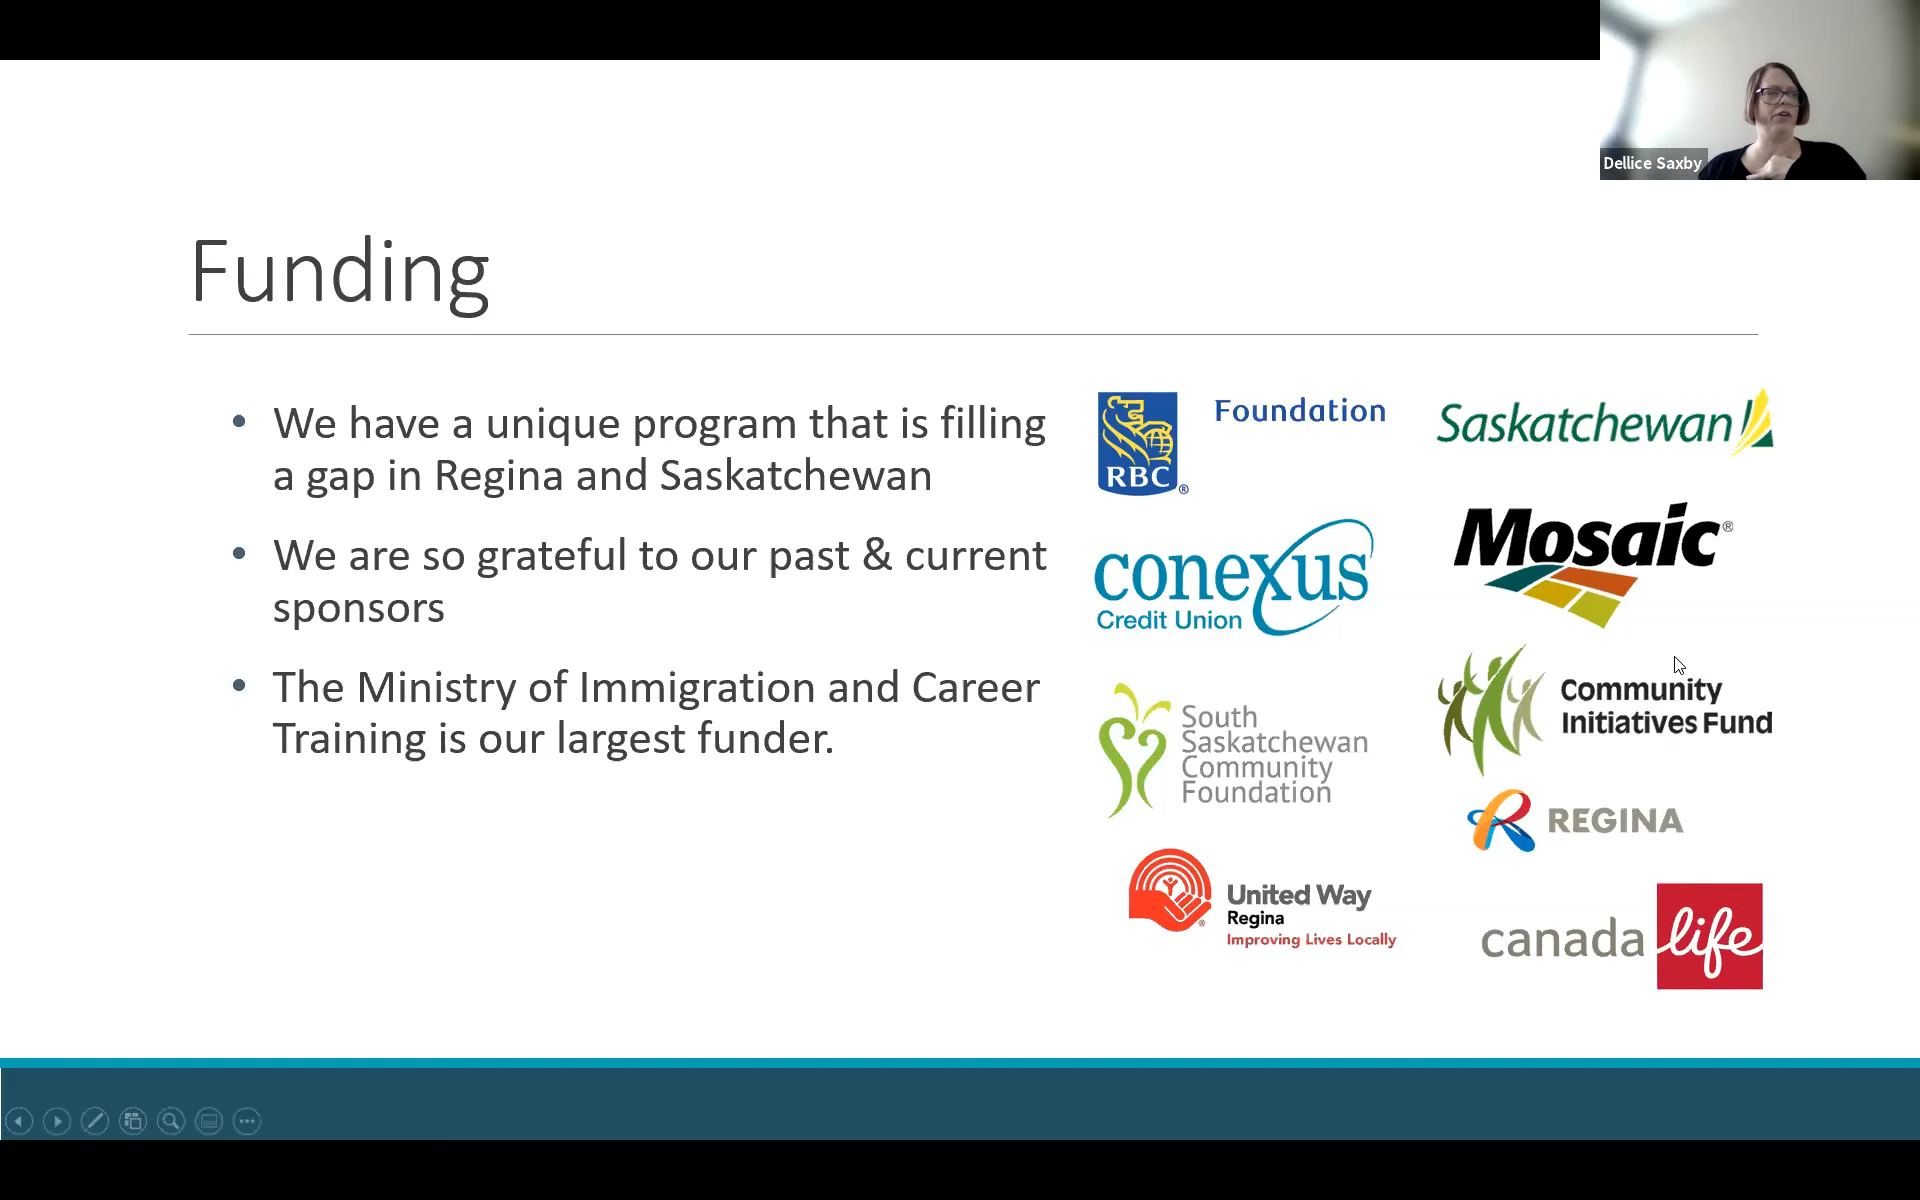 Dellice Saxby
Funding
• We have a unique program that is filling
a gap in Regina and Saskatchewan
• We are so grateful to our past & current
sponsors
• The Ministry of Immigration and Career
Training is our largest funder.
RBC®
Foundation
Saskatchewan
conexus
Credit Union
Mosaic®
South
Saskatchewan
Community
Foundation
Community
Initiatives Fund
REGINA
United Way
Regina
Improving Lives Locally
canada life